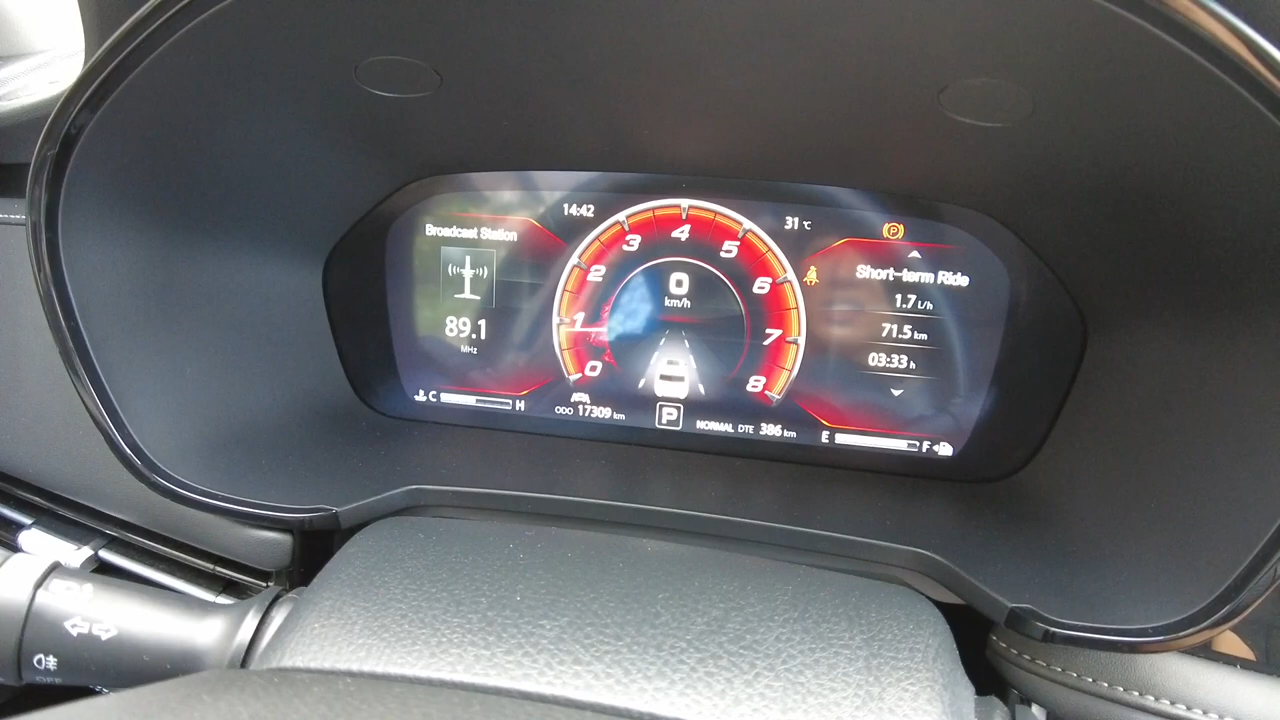 14:42
31 °C
Broadcast Station
89.1
MHz
0
1
2
3
4
5
6
7
8
0
km/h
P
Short-term Ride
1.7 L/h
71.5 km
03:33 h
C H
ODO 17309 km
P
NORMAL DTE 386 km
E F
OFF